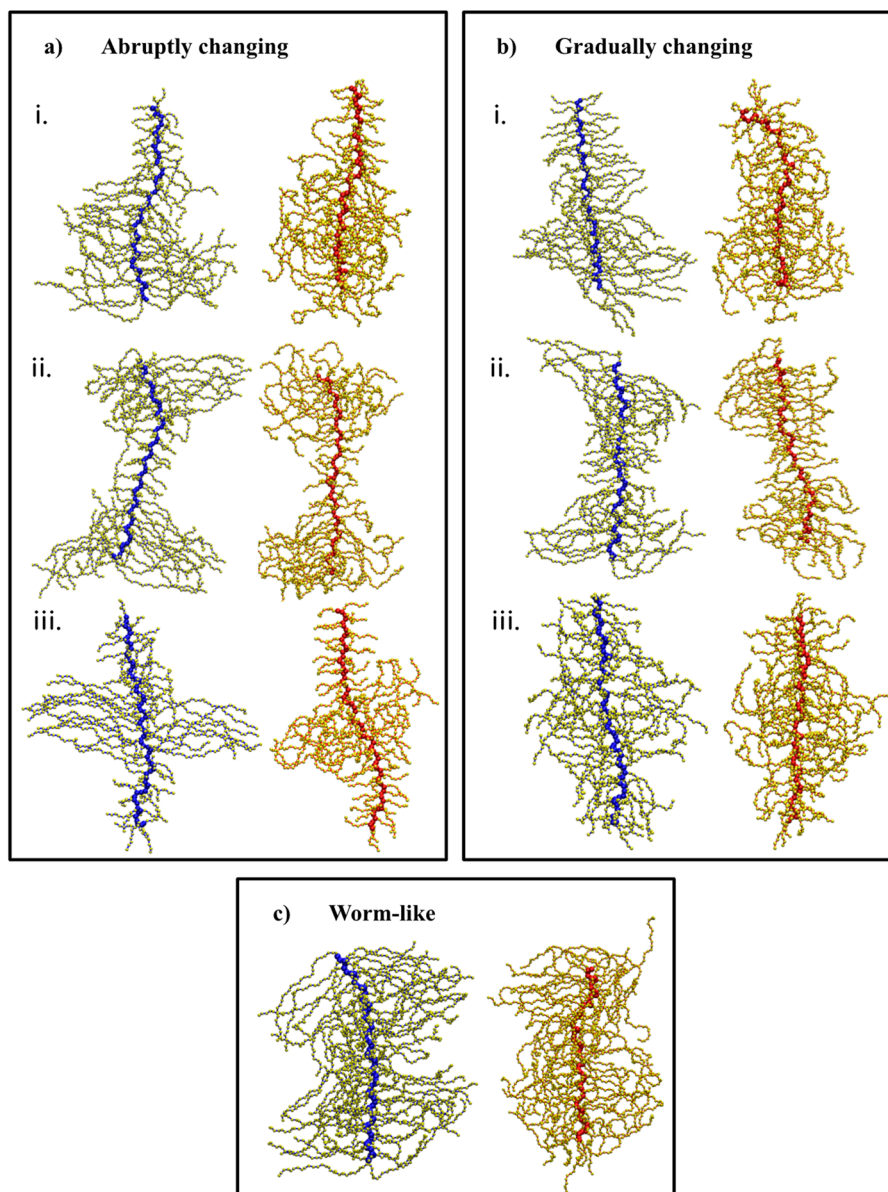 a) Abruptly changing
i.
ii.
iii.
b) Gradually changing
i.
ii.
iii.
c) Worm-like